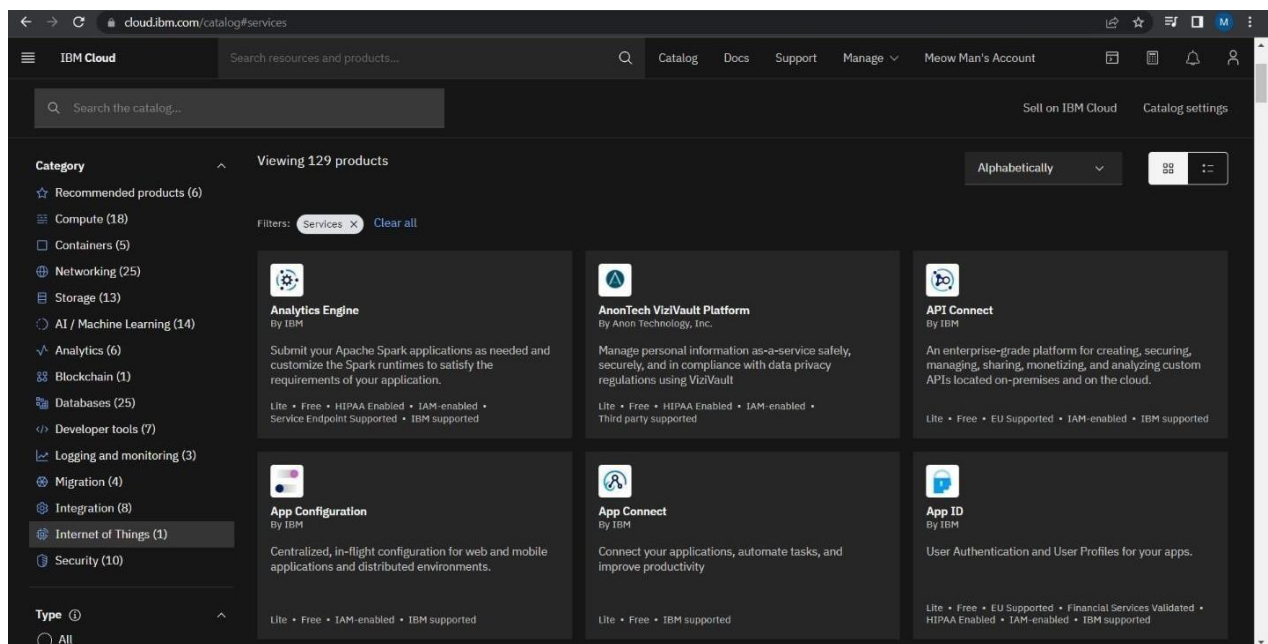 cloud.ibm.com/catalog#services
M
IBM Cloud
Search resources and products...
Catalog
Docs
Support
Manage
Meow Man's Account
Search the catalog...
Sell on IBM Cloud
Catalog settings
Category
Recommended products (6)
Compute (18)
Containers (5)
Networking (25)
Storage (13)
AI / Machine Learning (14)
Analytics (6)
Blockchain (1)
Databases (25)
Developer tools (7)
Logging and monitoring (3)
Migration (4)
Integration (8)
Internet of Things (1)
Security (10)
Type
All
Viewing 129 products
Alphabetically
Filters: Services Clear all
Analytics Engine
By IBM
Submit your Apache Spark applications as needed and
customize the Spark runtimes to satisfy the
requirements of your application.
Lite • Free • HIPAA Enabled • IAM-enabled •
Service Endpoint Supported • IBM supported
AnonTech ViziVault Platform
By Anon Technology, Inc.
Manage personal information as-a-service safely,
securely, and in compliance with data privacy
regulations using ViziVault
Lite • Free • HIPAA Enabled • IAM-enabled •
Third party supported
API Connect
By IBM
An enterprise-grade platform for creating, securing,
managing, sharing, monetizing, and analyzing custom
APIs located on-premises and on the cloud.
Lite • Free • EU Supported • IAM-enabled • IBM supported
App Configuration
By IBM
Centralized, in-flight configuration for web and mobile
applications and distributed environments.
Lite • Free • IAM-enabled • IBM supported
App Connect
By IBM
Connect your applications, automate tasks, and
improve productivity
Lite • Free • IBM supported
App ID
By IBM
User Authentication and User Profiles for your apps.
Lite • Free • EU Supported • Financial Services Validated •
HIPAA Enabled • IAM-enabled • IBM supported